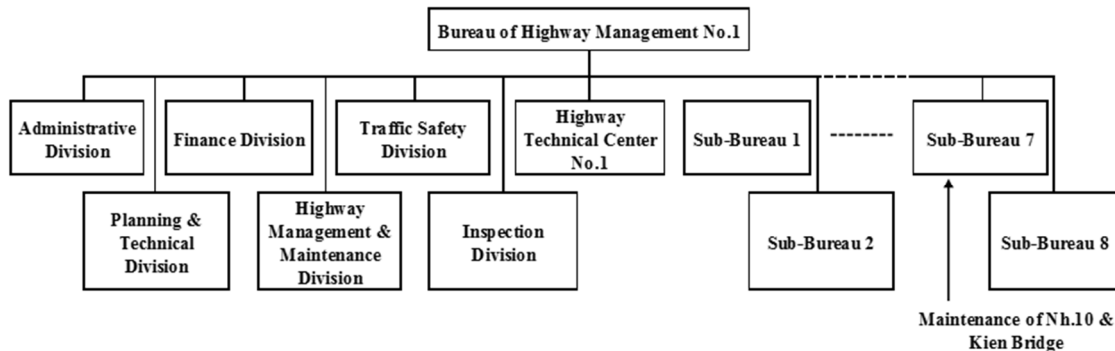 Bureau of Highway Management No.1
Administrative
Division
Finance Division
Traffic Safety
Division
Highway
Technical Center
No.1
Sub-Bureau 1
Sub-Bureau 7
Planning &
Technical
Division
Highway
Management &
Maintenance
Division
Inspection
Division
Sub-Bureau 2
Sub-Bureau 8
Maintenance of Nh.10 &
Kien Bridge